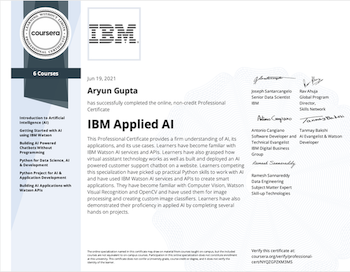 coursera
IBM
6 Courses
Introduction to Artificial
Intelligence (AI)
Getting Started with AI
using IBM Watson
Building AI Powered
Chatbots Without
Programming
Python for Data Science, AI
& Development
Python Project for AI &
Application Development
Building AI Applications with
Watson APIs
Jun 19, 2021
Aryun Gupta
has successfully completed the online, non-credit Professional
Certificate
IBM Applied AI
This Professional Certificate provides a firm understanding of AI, its
applications, and its use cases. Learners have become familiar with
IBM Watson AI services and APIs. Learners have also grasped how
virtual assistant technology works as well as built and deployed an AI
powered customer support chatbot on a website. Learners completing
this specialization have picked up practical Python skills to work with AI
and have used IBM Watson AI services and APIs to create smart
applications. They have become familiar with Computer Vision, Watson
Visual Recognition and OpenCV and have used them for image
processing and creating custom image classifiers. Learners have also
demonstrated their proficiency in applied AI by completing several
hands on projects.
Joseph Santarcangelo
Senior Data Scientist
IBM
Rav Ahuja
Global Program
Director,
Skills Network
Antonio Cangiano
Software Developer and
Technical Evangelist
IBM Digital Business
Group
Tanmay Bakshi
AI Evangelist & Watson
Developer
Ramesh Sannareddy
Data Engineering
Subject Matter Expert
Skill-up Technologies
Verify this certificate at: